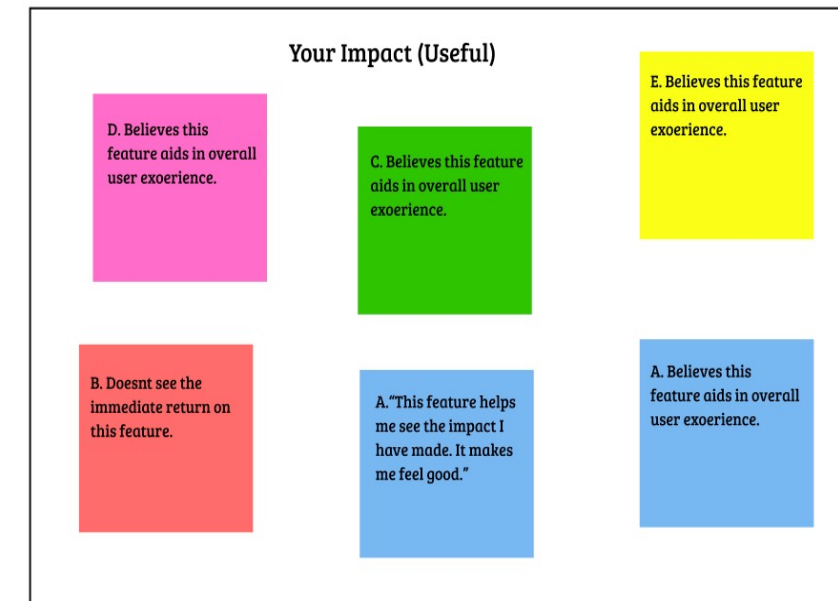 Your Impact (Useful)
D. Believes this
feature aids in overall
user exoerience.
C. Believes this feature
aids in overall user
exoerience.
E. Believes this feature
aids in overall user
exoerience.
B. Doesnt see the
immediate return on
this feature.
A.“This feature helps
me see the impact I
have made. It makes
me feel good.”
A. Believes this
feature aids in overall
user exoerience.